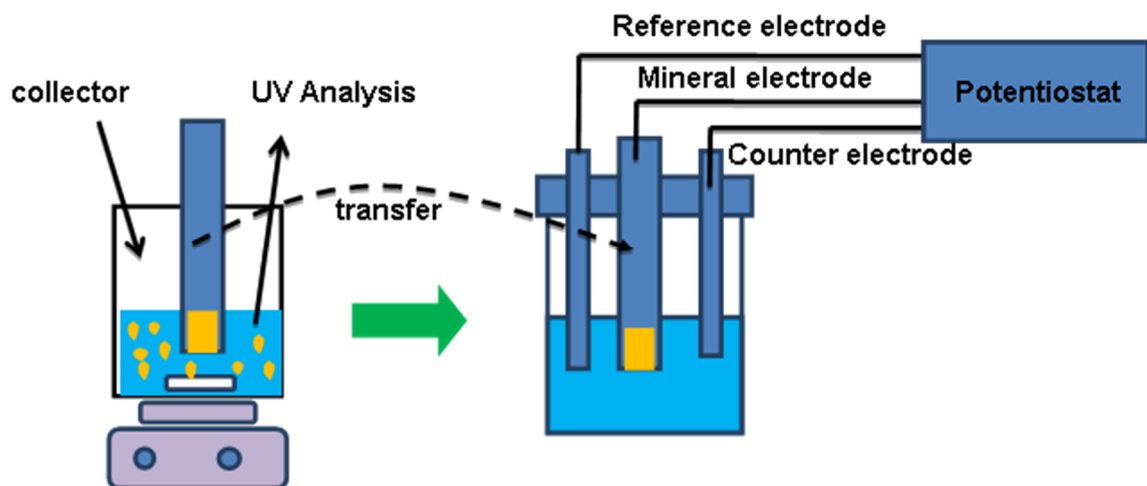 collector
UV Analysis
transfer
Reference electrode
Mineral electrode
Counter electrode
Potentiostat